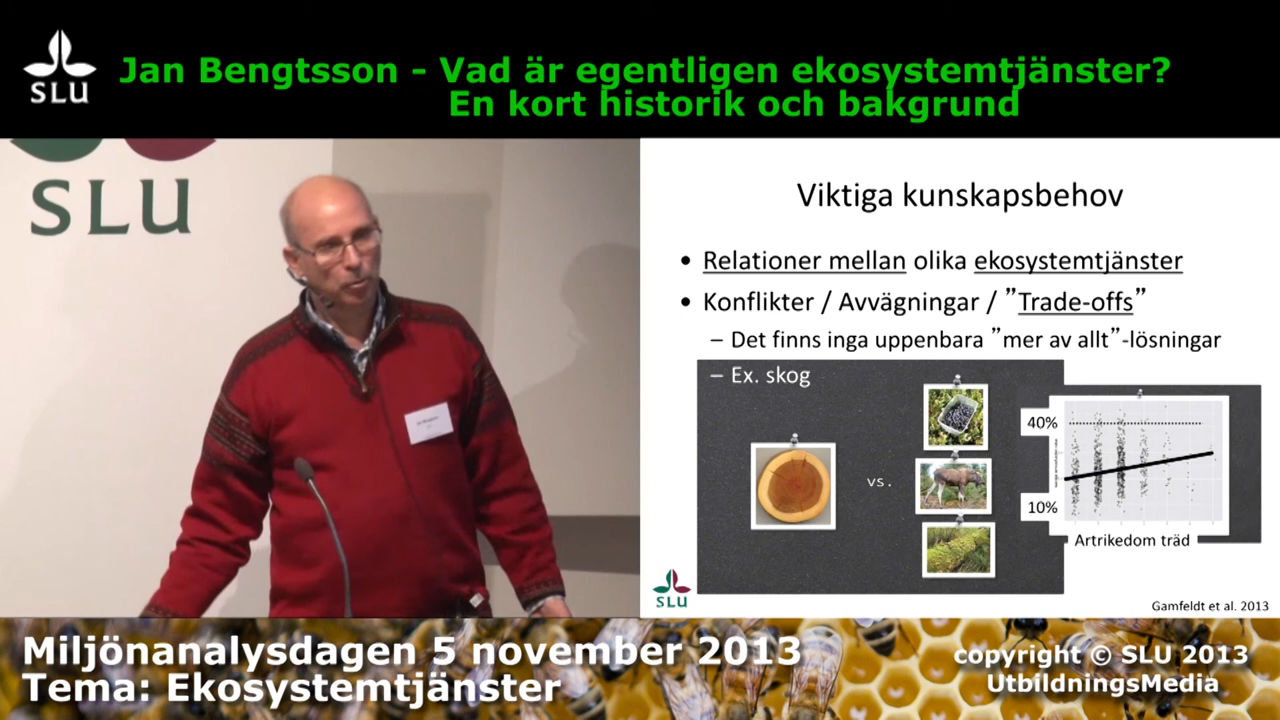 SLU
Jan Bengtsson - Vad är egentligen ekosystemtjänster?
En kort historik och bakgrund
SLU
Viktiga kunskapsbehov
• Relationer mellan olika ekosystemtjänster
• Konflikter / Avvägningar / ”Trade-offs”
– Det finns inga uppenbara ”mer av allt”-lösningar
– Ex. skog
vs.
40%
10%
Artrikedom träd
SLU
Gamfeldt et al. 2013
Miljönanalysdagen 5 november 2013
Tema: Ekosystemtjänster
copyright © SLU 2013
UtbildningsMedia